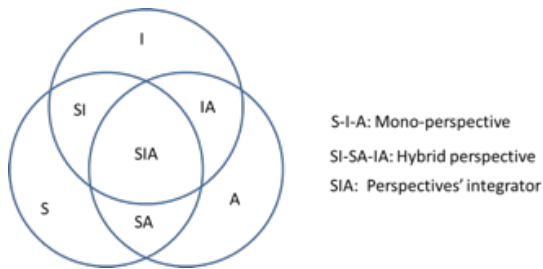 I
SI
IA
SIA
S
SA
A
S-I-A: Mono-perspective
SI-SA-IA: Hybrid perspective
SIA: Perspectives' integrator